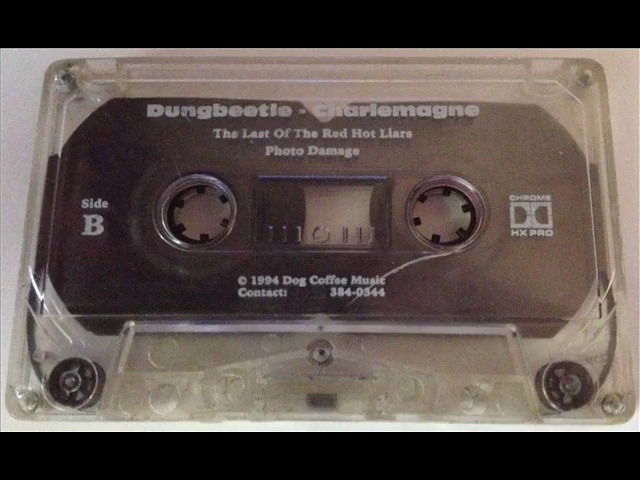 Dungbeetle - Charlemagne
The Last Of The Red Hot Liars
Photo Damage
Side
B
CHROME
HX PRO
© 1994 Dog Coffee Music
Contact: 384-0344